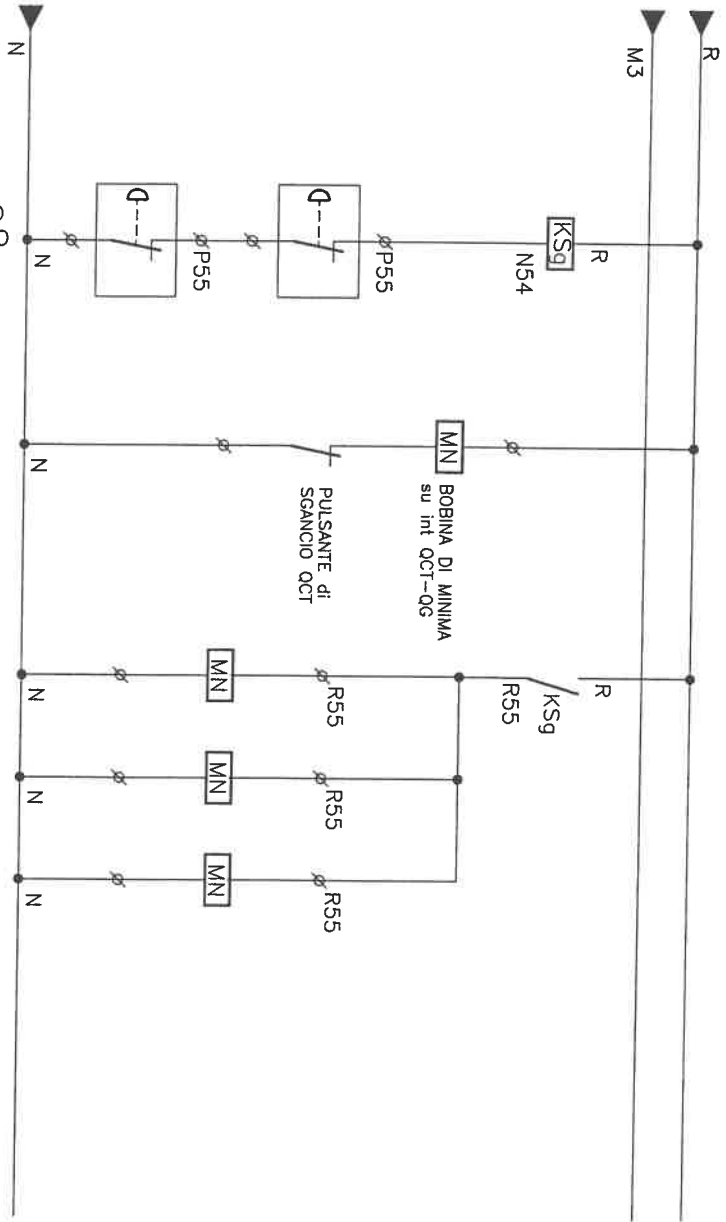 R
M3
R
KSg
N54
P55
P55
N
N
BOBINA DI MINIMA
su int QCT-QG
MN
PULSANTE di
SGANCIO QCT
N
R
KSg
R55
R55
R55
R55
MN
MN
MN
N
N
N